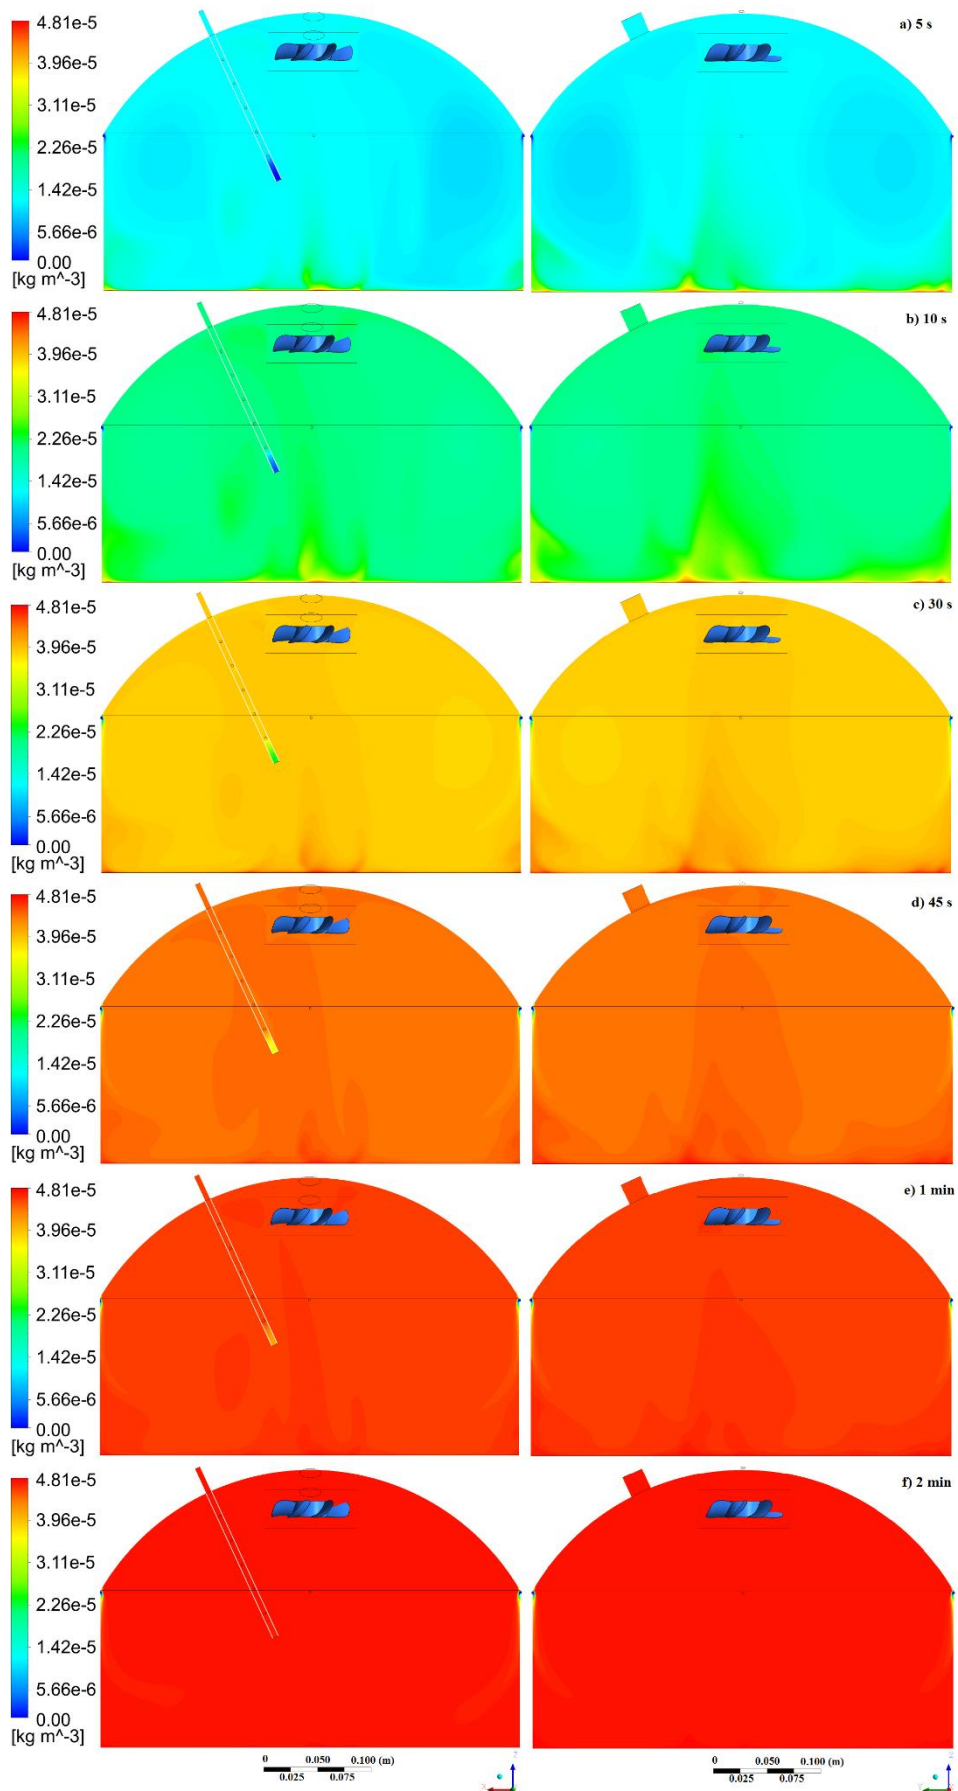 4.81e-5
a) 5 s
3.96e-5
3.11e-5
2.26e-5
1.42e-5
5.66e-6
0.00
[kg m^-3]
4.81e-5
b) 10 s
3.96e-5
3.11e-5
2.26e-5
1.42e-5
5.66e-6
0.00
[kg m^-3]
4.81e-5
c) 30 s
3.96e-5
3.11e-5
2.26e-5
1.42e-5
5.66e-6
0.00
[kg m^-3]
4.81e-5
d) 45 s
3.96e-5
3.11e-5
2.26e-5
1.42e-5
5.66e-6
0.00
[kg m^-3]
4.81e-5
e) 1 min
3.96e-5
3.11e-5
2.26e-5
1.42e-5
5.66e-6
0.00
[kg m^-3]
4.81e-5
f) 2 min
3.96e-5
3.11e-5
2.26e-5
1.42e-5
5.66e-6
0.00
[kg m^-3]
0 0.050 0.100 (m)
0.025 0.075
0 0.050 0.100 (m)
0.025 0.075